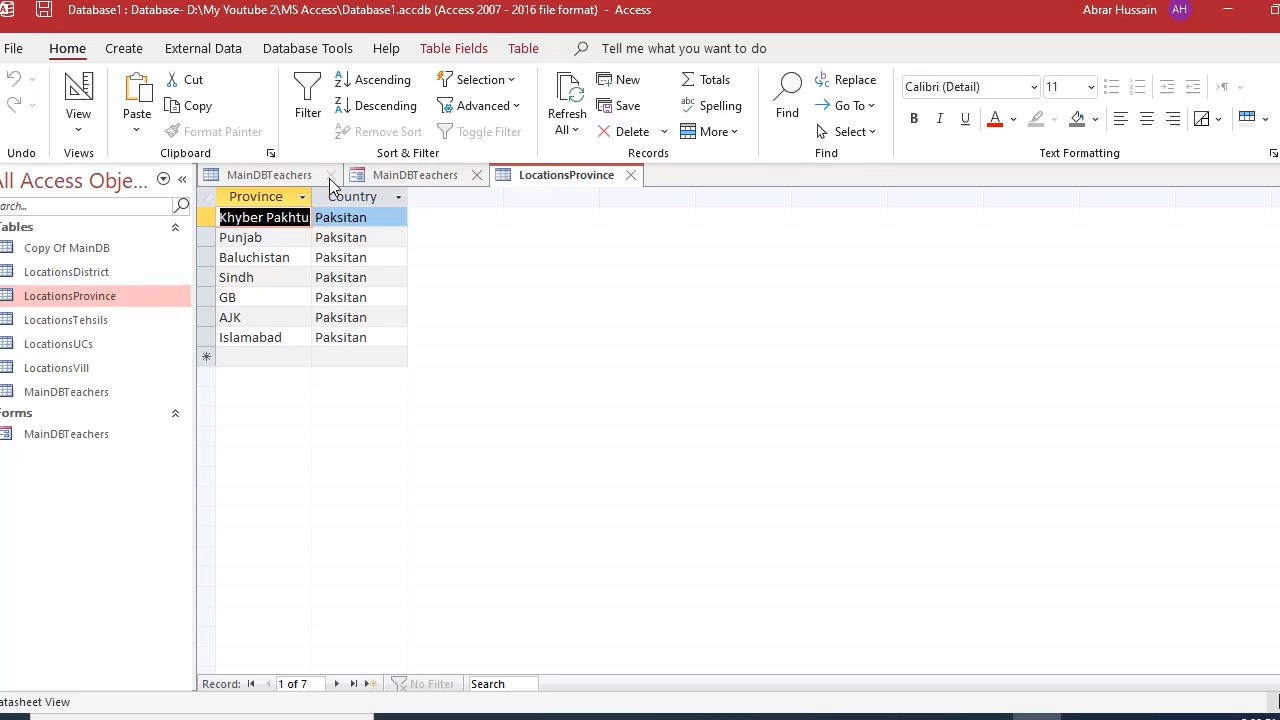 Database1 : Database- D:\My Youtube 2\MS Access\Database1.accdb (Access 2007 - 2016 file format) - Access
Abrar Hussain
AH
File Home Create External Data Database Tools Help Table Fields Table Tell me what you want to do
View
Paste
Cut
Copy
Format Painter
Filter
Ascending
Descending
Remove Sort
Selection
Advanced
Toggle Filter
Refresh
All
New
Save
Delete
Totals
Spelling
More
Find
Replace
Go To
Select
Calibri (Detail)
11
B I U A
Undo Views Clipboard Sort & Filter Records Find Text Formatting
All Access Obje...
earch...
Tables
Copy Of MainDB
LocationsDistrict
LocationsProvince
LocationsTehsils
LocationsUCs
LocationsVill
MainDBTeachers
Forms
MainDBTeachers
MainDBTeachers MainDBTeachers LocationsProvince
Province Country
Khyber Pakhtu Paksitan
Punjab Paksitan
Baluchistan Paksitan
Sindh Paksitan
GB Paksitan
AJK Paksitan
Islamabad Paksitan
Record: 1 of 7 No Filter Search
atasheet View